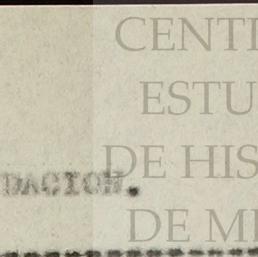 CENT
ESTU
DE HIS
DACION.
DE M